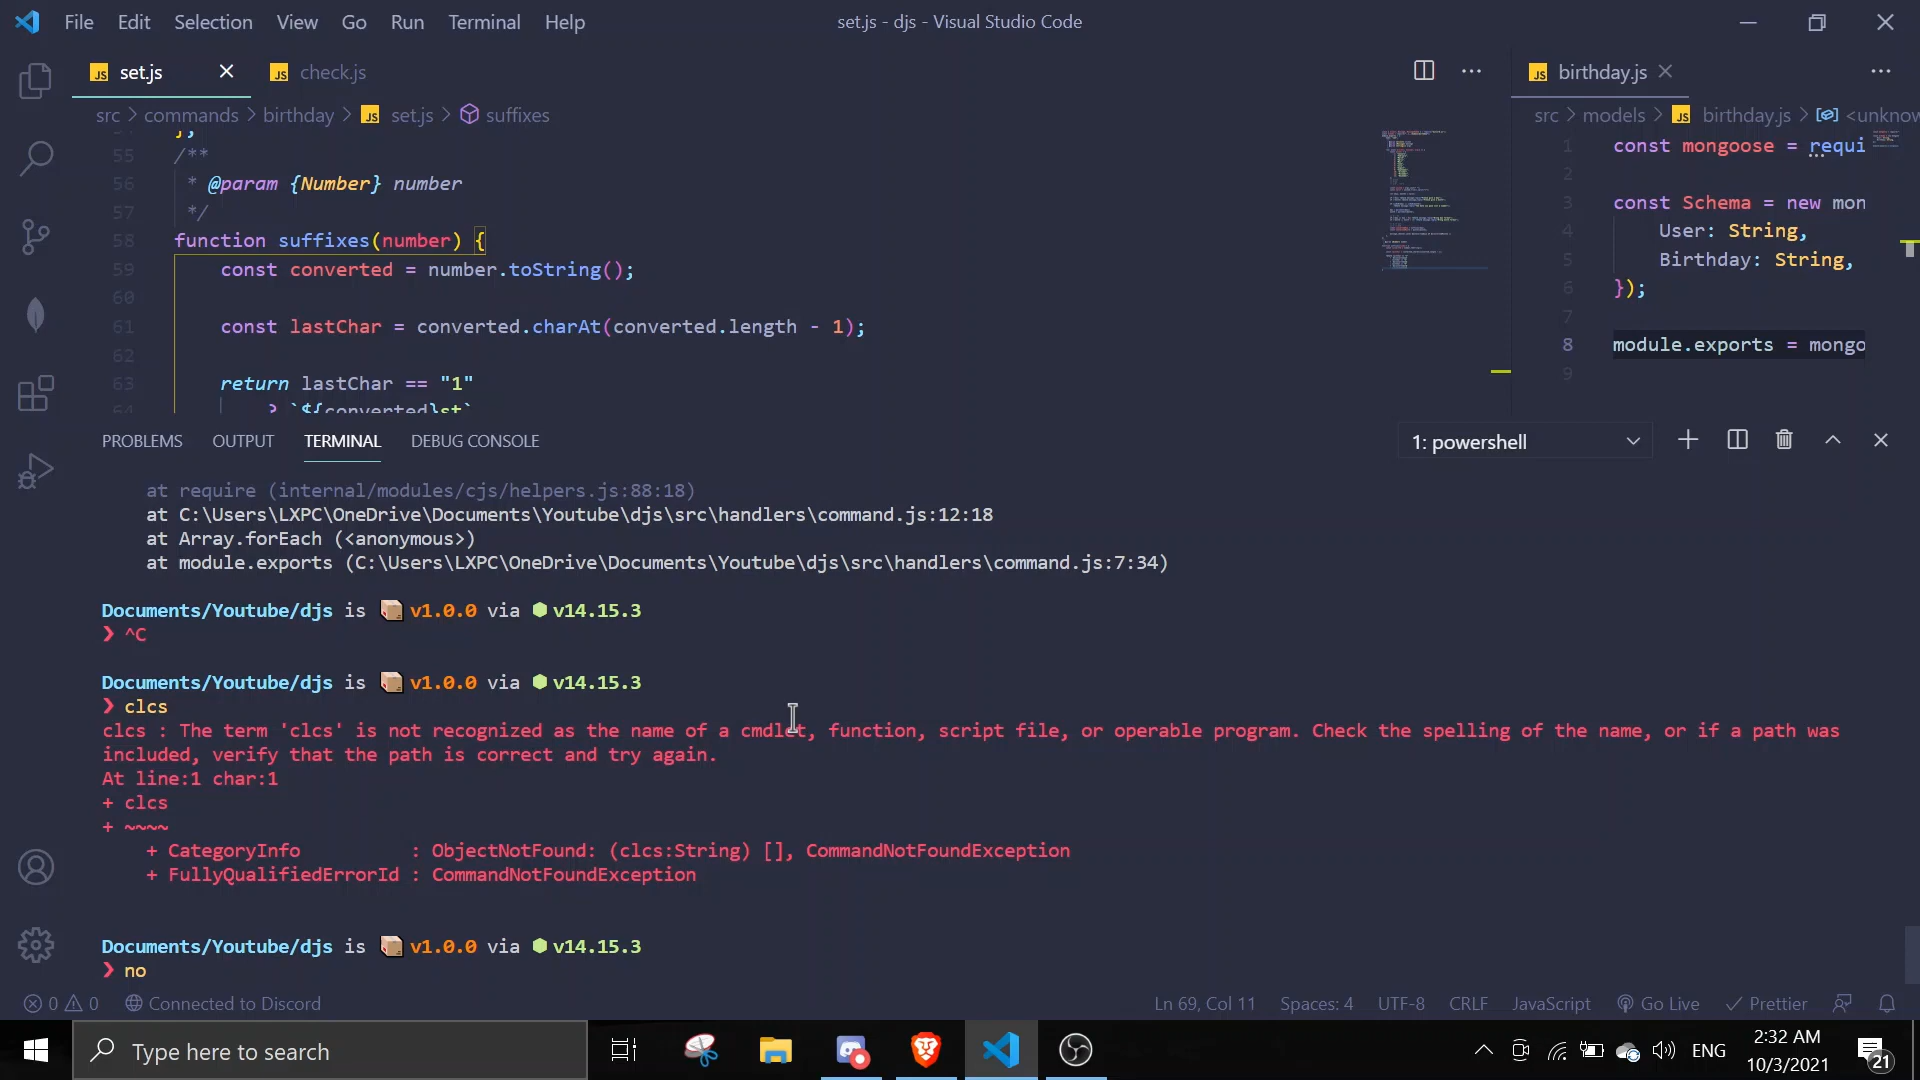 File Edit Selection View Go Run Terminal Help
set.js - djs - Visual Studio Code
JS set.js
JS check.js
JS birthday.js
src > commands > birthday > JS set.js > suffixes
src > models > JS birthday.js > <unknow
55 /**
56 * @param {Number} number
57 */
58 function suffixes(number) {
59 const converted = number.toString();
60
61 const lastChar = converted.charAt(converted.length - 1);
62
63 return lastChar == "1"
64 ? `${converted}st`
1 const mongoose = requi
2
3 const Schema = new mon
4 User: String,
5 Birthday: String,
6 });
7
8 module.exports = mongo
9
PROBLEMS OUTPUT TERMINAL DEBUG CONSOLE
1: powershell
at require (internal/modules/cjs/helpers.js:88:18)
at C:\Users\LXPC\OneDrive\Documents\Youtube\djs\src\handlers\command.js:12:18
at Array.forEach (<anonymous>)
at module.exports (C:\Users\LXPC\OneDrive\Documents\Youtube\djs\src\handlers\command.js:7:34)
Documents/Youtube/djs is v1.0.0 via v14.15.3
❯ ^C
Documents/Youtube/djs is v1.0.0 via v14.15.3
❯ clcs
clcs : The term 'clcs' is not recognized as the name of a cmdlet, function, script file, or operable program. Check the spelling of the name, or if a path was
included, verify that the path is correct and try again.
At line:1 char:1
+ clcs
+ ~~~~
+ CategoryInfo : ObjectNotFound: (clcs:String) [], CommandNotFoundException
+ FullyQualifiedErrorId : CommandNotFoundException
Documents/Youtube/djs is v1.0.0 via v14.15.3
❯ no
0 0 Connected to Discord
Ln 69, Col 11 Spaces: 4 UTF-8 CRLF JavaScript Go Live Prettier
Type here to search
ENG
2:32 AM
10/3/2021
21